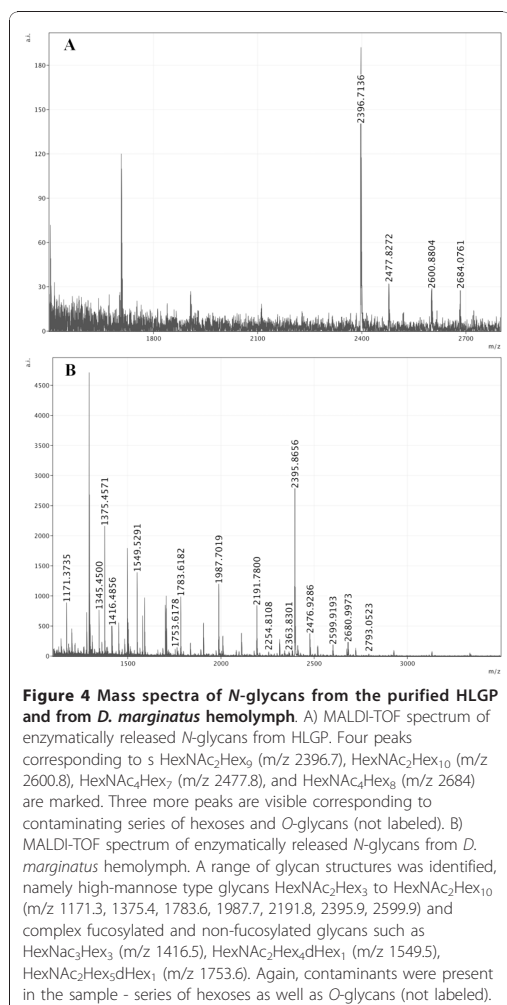 a.i.
A
180
150
120
90
60
30
0
2396.7136
2477.8272
2600.8804
2684.0761
1800
2100
2400
2700
m/z
a.i.
B
4500
4000
3500
3000
2500
2000
1500
1000
500
0
1171.3735
1345.4500
1375.4571
1416.4856
1549.5291
1753.6178
1783.6182
1987.7019
2191.7800
2254.8108
2363.8301
2395.8656
2476.9286
2599.9193
2680.9973
2793.0523
1500
2000
2500
3000
m/z
Figure 4 Mass spectra of N-glycans from the purified HLGP
and from D. marginatus hemolymph. A) MALDI-TOF spectrum of
enzymatically released N-glycans from HLGP. Four peaks
corresponding to s HexNAc₂Hex₉ (m/z 2396.7), HexNAc₂Hex₁₀ (m/z
2600.8), HexNAc₄Hex₇ (m/z 2477.8), and HexNAc₄Hex₈ (m/z 2684)
are marked. Three more peaks are visible corresponding to
contaminating series of hexoses and O-glycans (not labeled). B)
MALDI-TOF spectrum of enzymatically released N-glycans from D.
marginatus hemolymph. A range of glycan structures was identified,
namely high-mannose type glycans HexNAc₂Hex₃ to HexNAc₂Hex₁₀
(m/z 1171.3, 1375.4, 1783.6, 1987.7, 2191.8, 2395.9, 2599.9) and
complex fucosylated and non-fucosylated glycans such as
HexNac₃Hex₃ (m/z 1416.5), HexNAc₂Hex₄dHex₁ (m/z 1549.5),
HexNAc₂Hex₅dHex₁ (m/z 1753.6). Again, contaminants were present
in the sample - series of hexoses as well as O-glycans (not labeled).